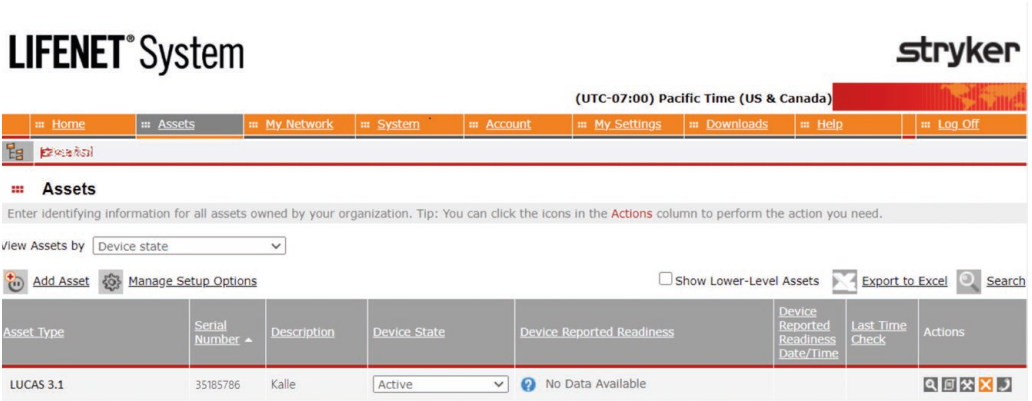 LIFENET® System
stryker
(UTC-07:00) Pacific Time (US & Canada)
Home Assets My Network System Account My Settings Downloads Help Log Off
Assets
Enter identifying information for all assets owned by your organization. Tip: You can click the icons in the Actions column to perform the action you need.
View Assets by Device state
Add Asset Manage Setup Options Show Lower-Level Assets Export to Excel Search
Asset Type Serial Number Description Device State Device Reported Readiness Device Reported Readiness Date/Time Last Time Check Actions
LUCAS 3.1 35185786 Kalle Active No Data Available